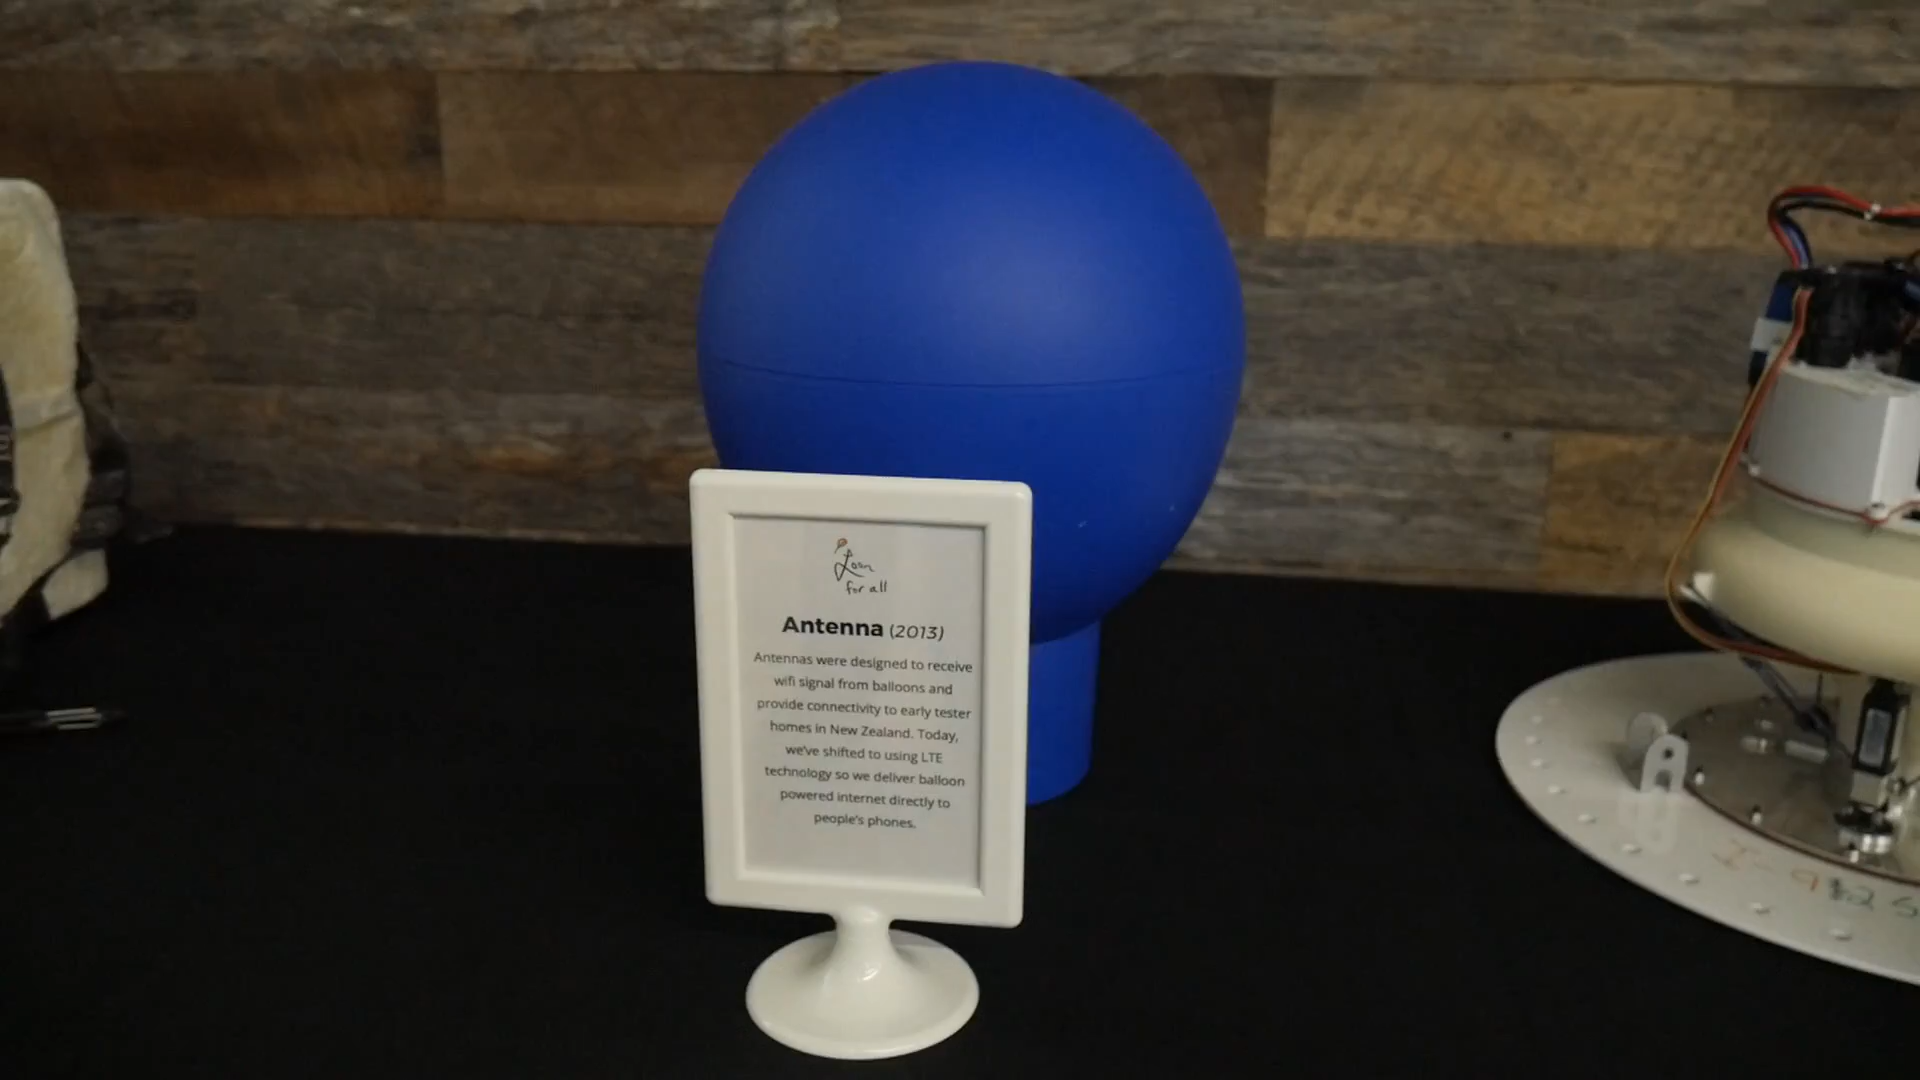 Loon
for all
Antenna (2013)
Antennas were designed to receive
wifi signal from balloons and
provide connectivity to early tester
homes in New Zealand. Today,
we've shifted to using LTE
technology so we deliver balloon
powered internet directly to
people's phones.